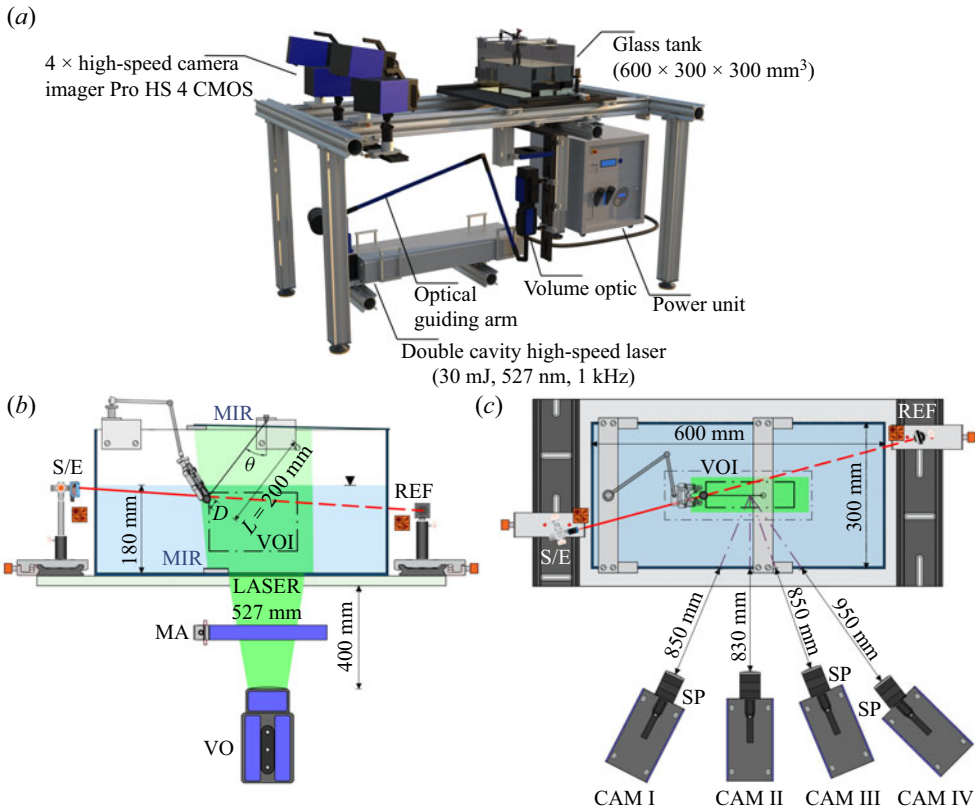 (a)
4 × high-speed camera
imager Pro HS 4 CMOS
Glass tank
(600 × 300 × 300 mm³)
Optical
guiding arm
Volume optic
Power unit
Double cavity high-speed laser
(30 mJ, 527 nm, 1 kHz)
(b)
MIR
S/E
θ
L = 200 mm
REF
D
VOI
180 mm
MIR
LASER
527 mm
MA
400 mm
VO
(c)
REF
600 mm
VOI
300 mm
S/E
850 mm
830 mm
850 mm
950 mm
SP
SP
SP
CAM I
CAM II
CAM III
CAM IV